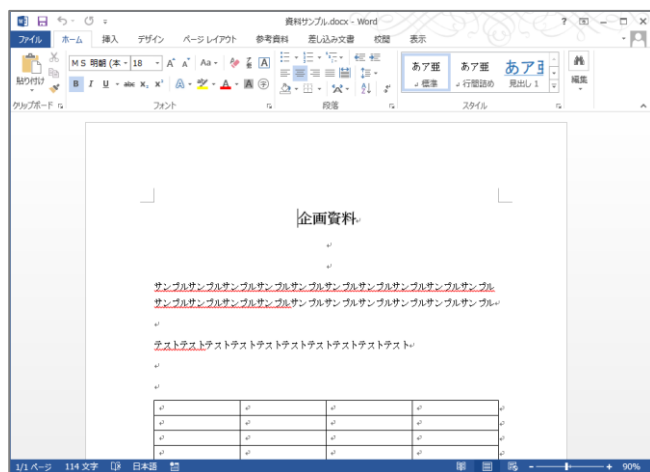 資料サンプル.docx - Word
ファイル ホーム 挿入 デザイン ページ レイアウト 参考資料 差し込み文書 校閲 表示
MS 明朝 (本 18 A A Aa
貼り付け B I U abc x₂ x² A A A
あア亜 あア亜 あア亜
標準 行間詰め 見出し 1
編集
クリップボード フォント 段落 スタイル
企画資料
サンプルサンプルサンプルサンプルサンプルサンプルサンプルサンプル
サンプルサンプルサンプルサンプルサンプルサンプルサンプルサンプル
テストテストテストテストテストテストテストテストテストテスト
1/1 ページ 114 文字 日本語 90%